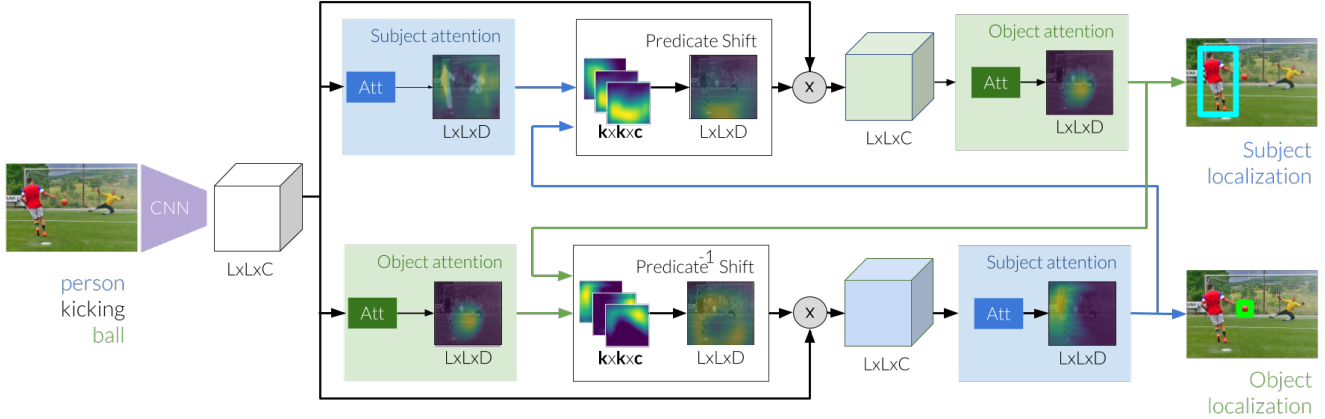 Subject attention
Att
LxLxD
Predicate Shift
kxkxc
LxLxD
x
LxLxC
Object attention
Att
LxLxD
Subject
localization
CNN
LxLxC
person
kicking
ball
Object attention
Att
LxLxD
Predicate-1 Shift
kxkxc
LxLxD
x
LxLxC
Subject attention
Att
LxLxD
Object
localization